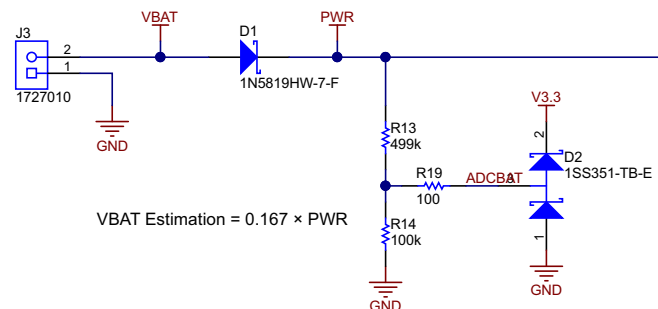 VBAT
PWR
J3
D1
2
1
1N5819HW-7-F
1727010
GND
V3.3
R13
499k
2
D2
R19
ADCBAT
3
1SS351-TB-E
100
VBAT Estimation = 0.167 × PWR
R14
100k
1
GND
GND